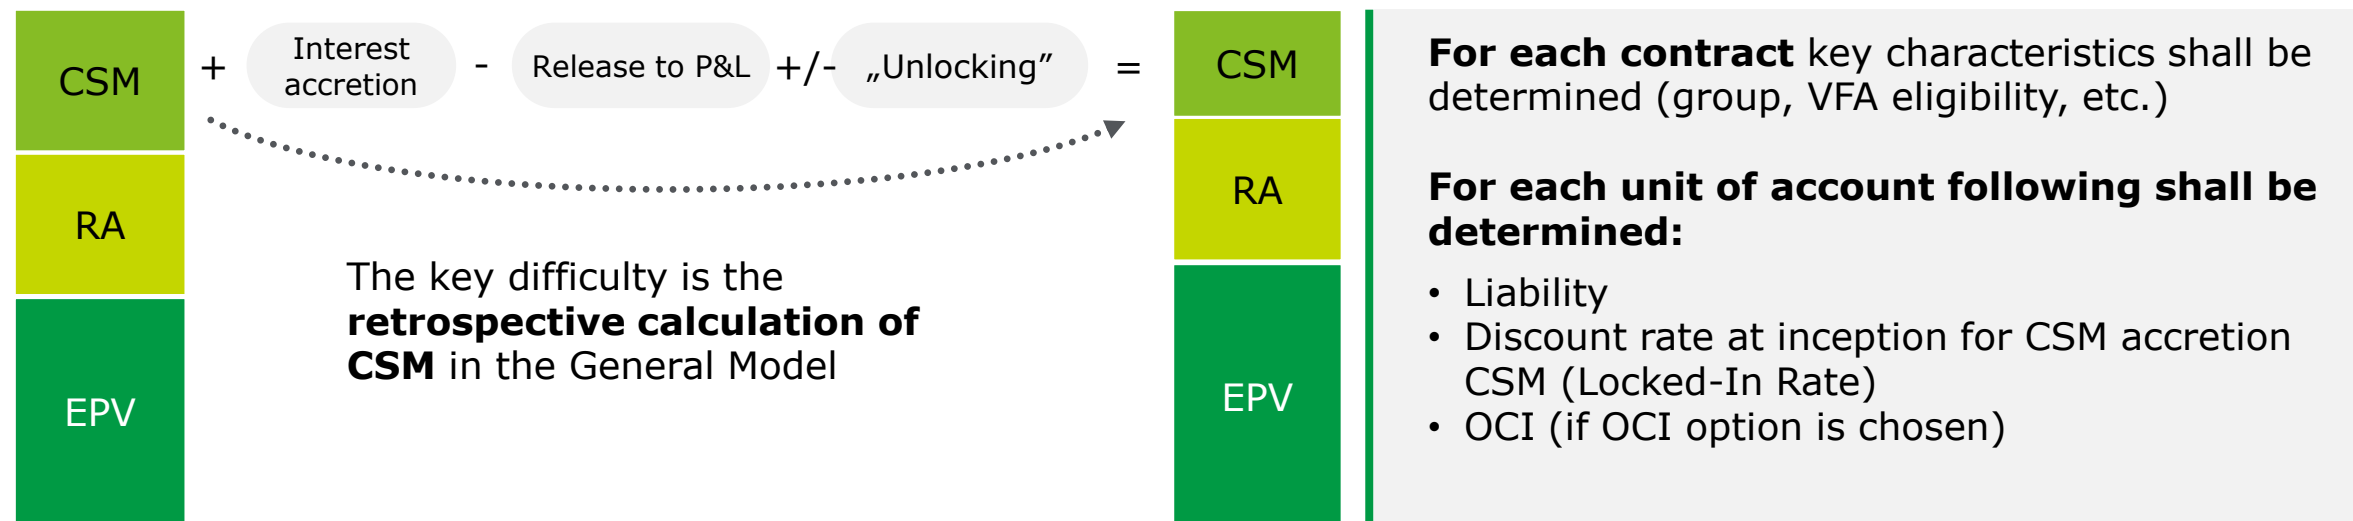 CSM
RA
EPV
+
Interest
accretion
-
Release to P&L
+/-
„Unlocking”
=
The key difficulty is the
retrospective calculation of
CSM in the General Model
CSM
RA
EPV
For each contract key characteristics shall be
determined (group, VFA eligibility, etc.)
For each unit of account following shall be
determined:
• Liability
• Discount rate at inception for CSM accretion
CSM (Locked-In Rate)
• OCI (if OCI option is chosen)